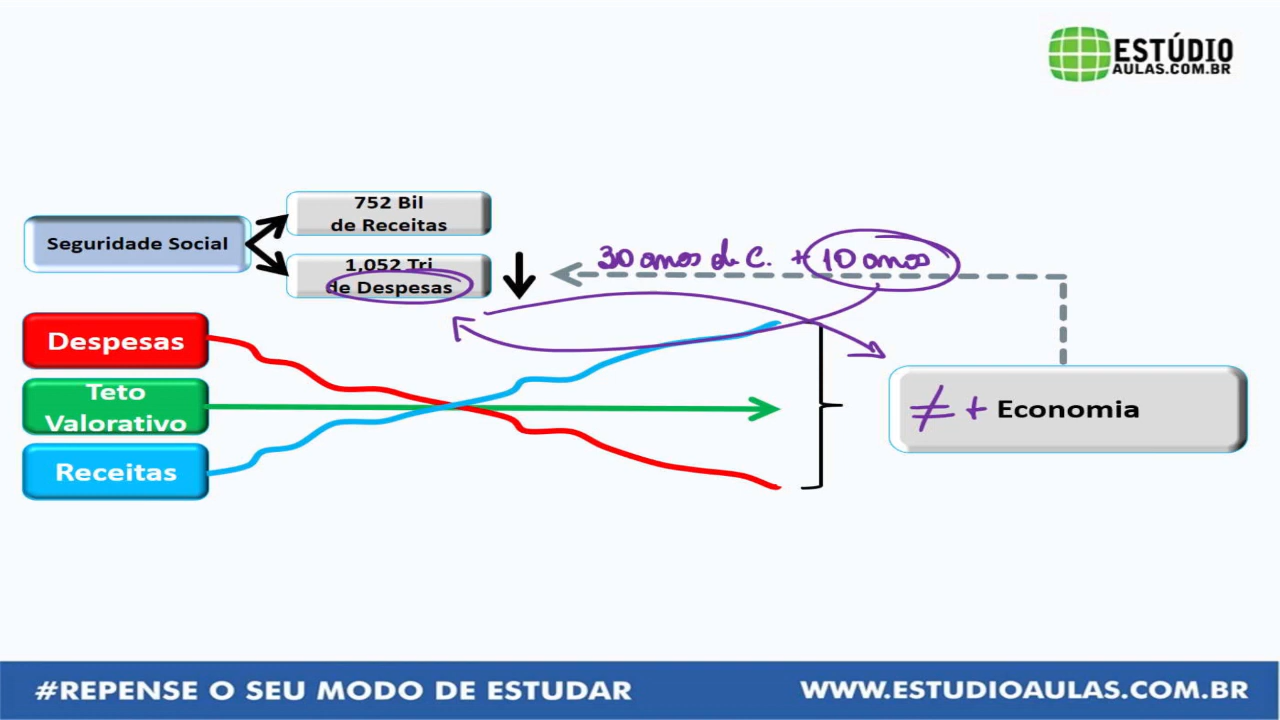 ESTÚDIO
AULAS.COM.BR
752 Bil
de Receitas
Seguridade Social
1,052 Tri
de Despesas
30 anos de C. + 10 anos
Despesas
Teto
Valorativo
Receitas
≠ + Economia
#REPENSE O SEU MODO DE ESTUDAR
WWW.ESTUDIOAULAS.COM.BR